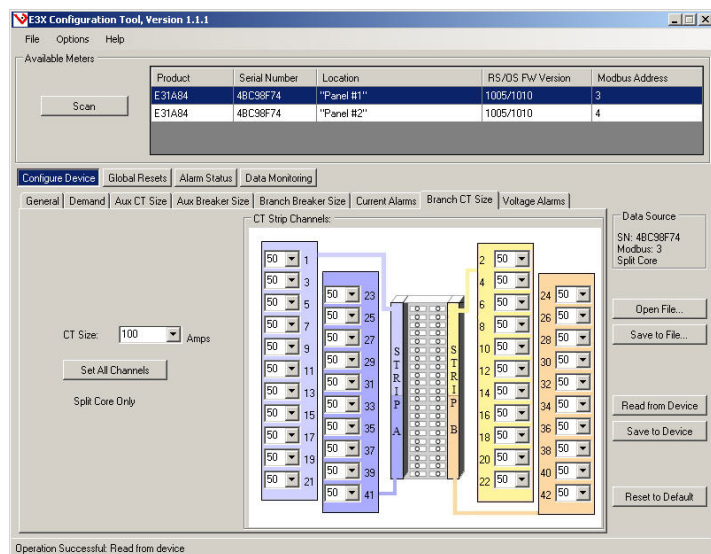 E3X Configuration Tool, Version 1.1.1
File Options Help
Available Meters
Scan
Product Serial Number Location RS/OS FW Version Modbus Address
E31A84 4BC98F74 "Panel #1" 1005/1010 3
E31A84 4BC98F74 "Panel #2" 1005/1010 4
Configure Device Global Resets Alarm Status Data Monitoring
General Demand Aux CT Size Aux Breaker Size Branch Breaker Size Current Alarms Branch CT Size Voltage Alarms
CT Size: 100 Amps
Set All Channels
Split Core Only
CT Strip Channels:
50 1
50 3
50 5
50 7
50 9
50 11
50 13
50 15
50 17
50 19
50 21
50 23
50 25
50 27
50 29
50 31
50 33
50 35
50 37
50 39
50 41
STRIP A
STRIP B
2 50
4 50
6 50
8 50
10 50
12 50
14 50
16 50
18 50
20 50
22 50
24 50
26 50
28 50
30 50
32 50
34 50
36 50
38 50
40 50
42 50
Data Source
SN: 4BC98F74
Modbus: 3
Split Core
Open File...
Save to File...
Read from Device
Save to Device
Reset to Default
Operation Successful: Read from device